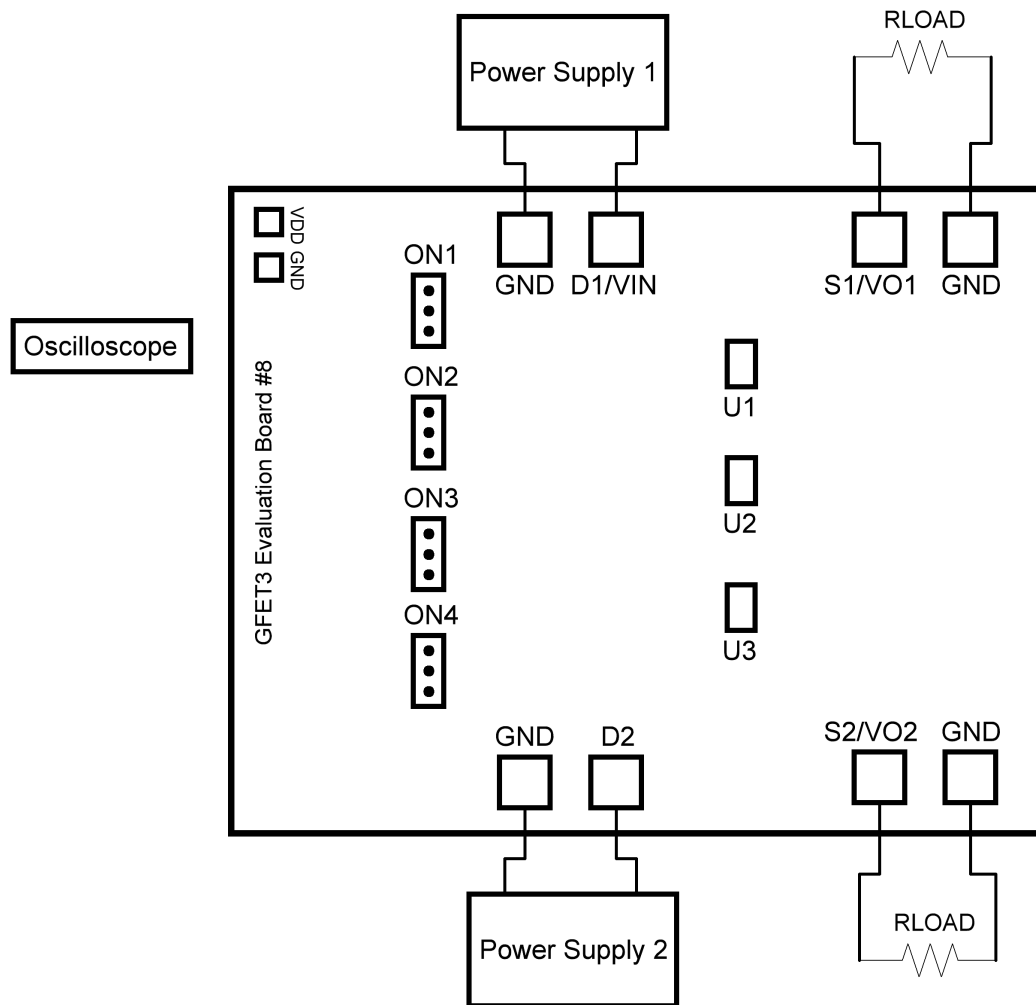 RLOAD
Power Supply 1
VDD GND
ON1
GND
D1/VIN
S1/VO1
GND
Oscilloscope
GFET3 Evaluation Board #8
U1
ON2
U2
ON3
ON4
U3
GND
D2
S2/VO2
GND
RLOAD
Power Supply 2